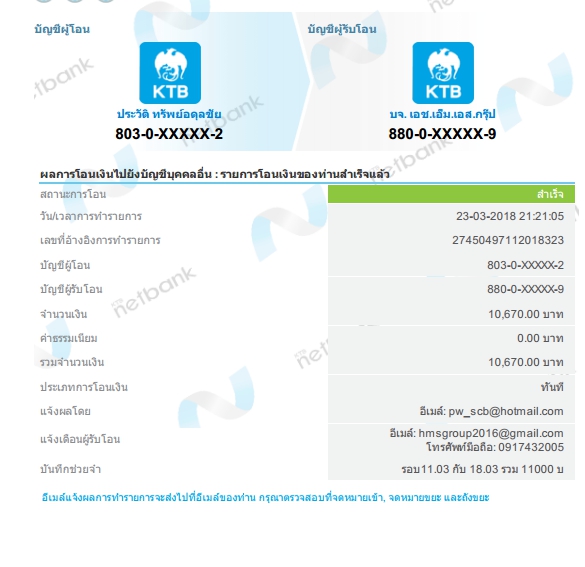 บัญชีผู้โอน
บัญชีผู้รับโอน
KTB
KTB
ประวัติ ทรัพย์อดุลชัย
บจ. เอช.เอ็ม.เอส.กรุ๊ป
803-0-XXXXX-2
880-0-XXXXX-9
ผลการโอนเงินไปยังบัญชีบุคคลอื่น : รายการโอนเงินของท่านสำเร็จแล้ว
สถานะการโอน สำเร็จ
วัน/เวลาการทำรายการ 23-03-2018 21:21:05
เลขที่อ้างอิงการทำรายการ 27450497112018323
บัญชีผู้โอน 803-0-XXXXX-2
บัญชีผู้รับโอน 880-0-XXXXX-9
จำนวนเงิน 10,670.00 บาท
ค่าธรรมเนียม 0.00 บาท
รวมจำนวนเงิน 10,670.00 บาท
ประเภทการโอนเงิน ทันที
แจ้งผลโดย อีเมล์: pw_scb@hotmail.com
แจ้งเตือนผู้รับโอน อีเมล์: hmsgroup2016@gmail.com
โทรศัพท์มือถือ: 0917432005
บันทึกช่วยจำ รอบ11.03 กับ 18.03 รวม 11000 บ
อีเมล์แจ้งผลการทำรายการจะส่งไปที่อีเมล์ของท่าน กรุณาตรวจสอบที่จดหมายเข้า, จดหมายขยะ และถังขยะ
netbank
netbank
netbank
netbank
netbank